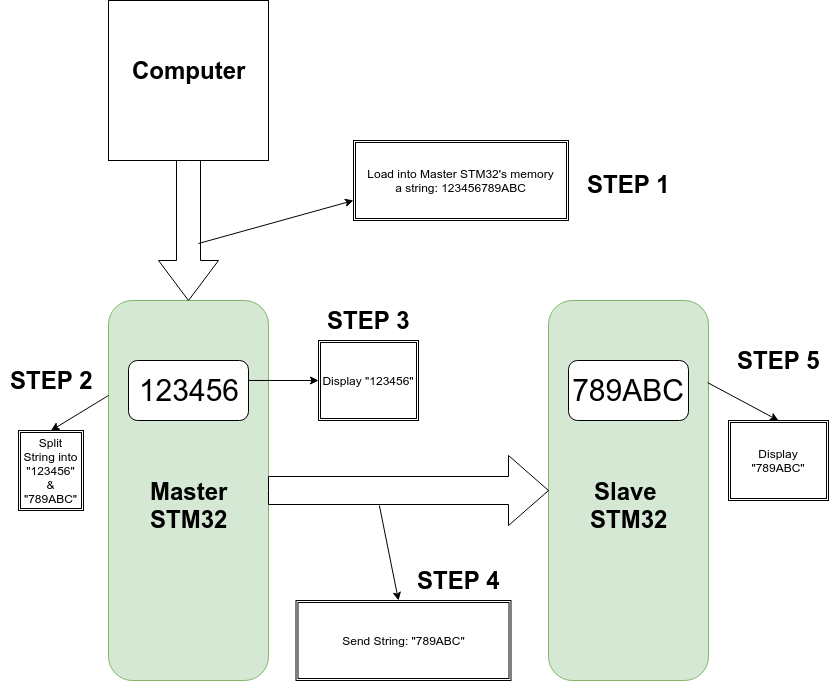 Computer
Load into Master STM32's memory
a string: 123456789ABC
STEP 1
STEP 2
Split
String into
"123456"
&
"789ABC"
123456
STEP 3
Display "123456"
Master
STM32
STEP 4
Send String: "789ABC"
789ABC
Slave
STM32
STEP 5
Display
"789ABC"